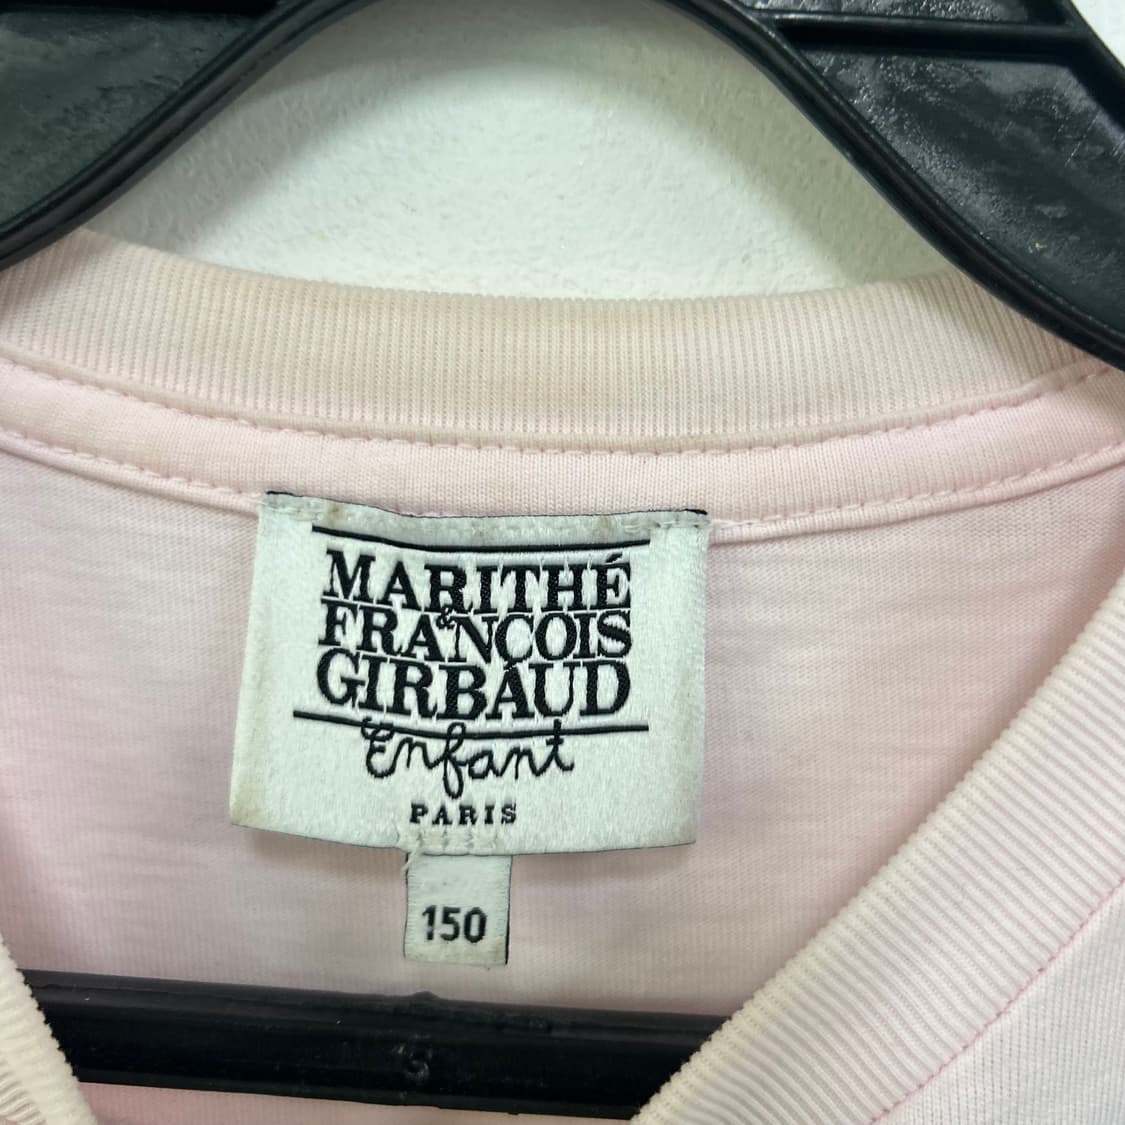 MARITHÉ
&
FRANÇOIS
GIRBAUD
Enfant
PARIS
150
S